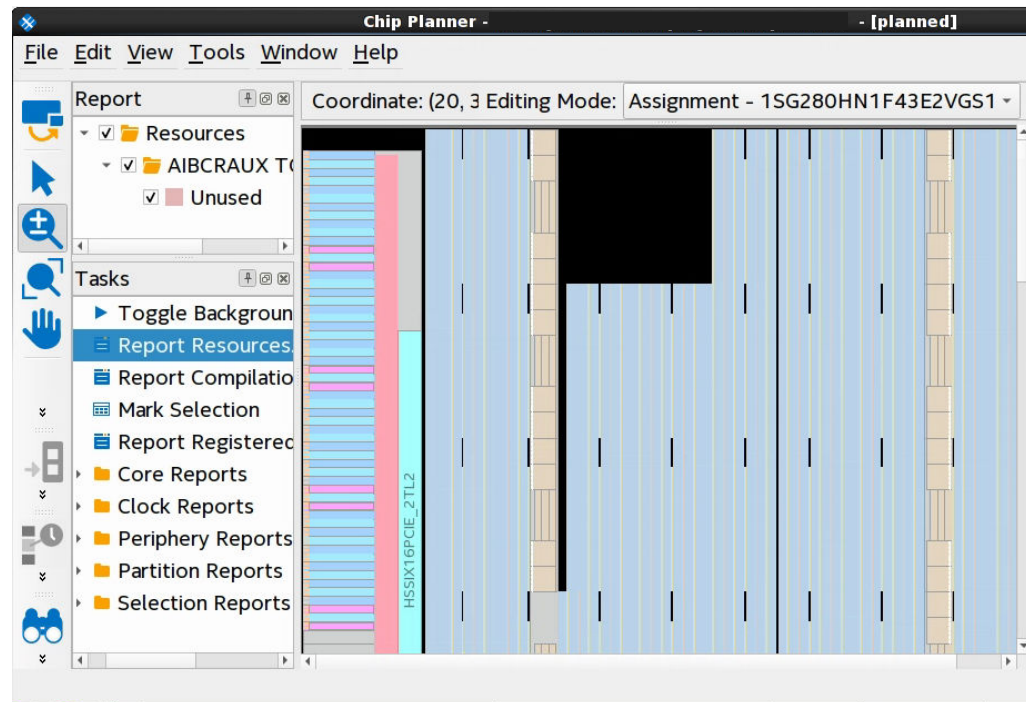 Chip Planner - - [planned]
File Edit View Tools Window Help
Report
Coordinate: (20, 3 Editing Mode: Assignment - 1SG280HN1F43E2VGS1
Resources
AIBCRAUX TO
Unused
Tasks
Toggle Backgroun
Report Resources.
Report Compilatio
Mark Selection
Report Registered
Core Reports
Clock Reports
Periphery Reports
Partition Reports
Selection Reports
HSSIX16PCIE_2TL2